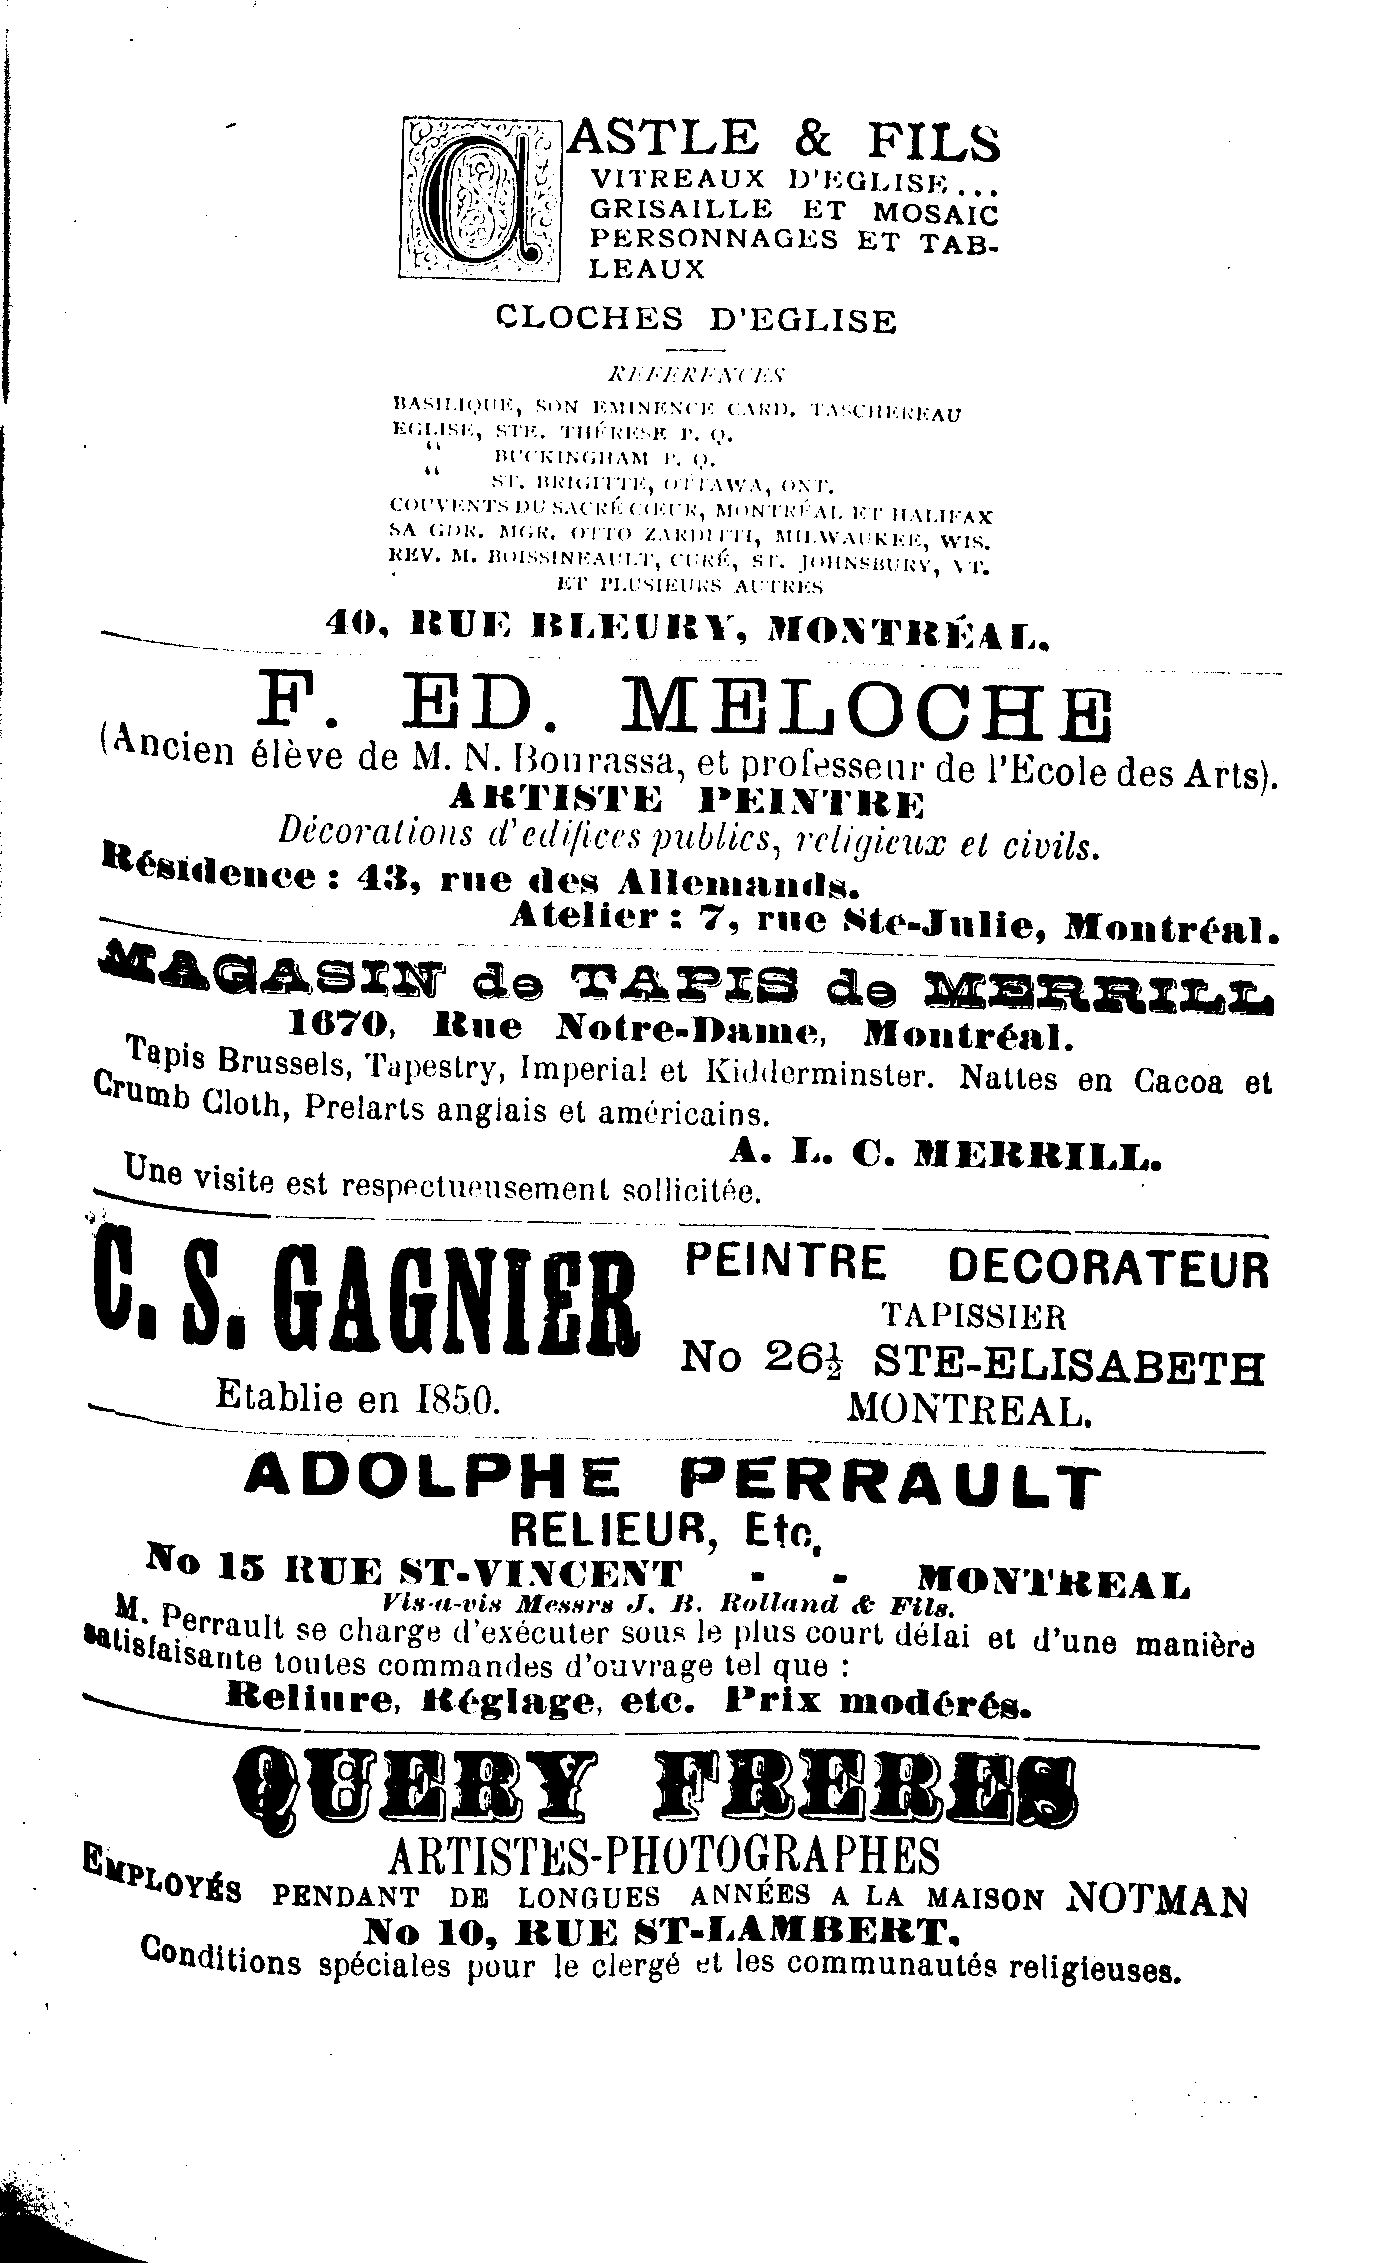 CASTLE & FILS
VITREAUX D'EGLISE...
GRISAILLE ET MOSAIC
PERSONNAGES ET TAB-
LEAUX
CLOCHES D'EGLISE
REFERENCES
BASILIQUE, SON EMINENCE CARD. TASCHEREAU
EGLISE, STE. THÉRESE P. Q.
“ BUCKINGHAM P. Q.
“ ST. BRIGITTE, OTTAWA, ONT.
COUVENTS DU SACRÉ CŒUR, MONTRÉAL ET HALIFAX
SA GDR. MGR. OTTO ZARDETTI, MILWAUKEE, WIS.
REV. M. BOISSINEAULT, CURÉ, ST. JOHNSBURY, VT.
ET PLUSIEURS AUTRES
40, RUE BLEURY, MONTRÉAL.
F. ED. MELOCHE
(Ancien élève de M. N. Bourassa, et professeur de l'Ecole des Arts).
ARTISTE PEINTRE
Décorations d'edifices publics, religieux et civils.
Résidence : 43, rue des Allemands.
Atelier : 7, rue Ste-Julie, Montréal.
MAGASIN de TAPIS de MERRILL
1670, Rue Notre-Dame, Montréal.
Tapis Brussels, Tapestry, Imperial et Kidderminster. Nattes en Cacoa et
Crumb Cloth, Prelarts anglais et américains.
A. L. C. MERRILL.
Une visite est respectueusement sollicitée.
C. S. GAGNIER
Etablie en 1850.
PEINTRE DECORATEUR
TAPISSIER
No 26½ STE-ELISABETH
MONTREAL.
ADOLPHE PERRAULT
RELIEUR, Etc,
No 15 RUE ST-VINCENT - - MONTREAL
Vis-a-vis Messrs J. B. Rolland & Fils.
M. Perrault se charge d'exécuter sous le plus court délai et d'une manière
satisfaisante toutes commandes d'ouvrage tel que :
Reliure, Réglage, etc. Prix modérés.
QUERY FRERES
ARTISTES-PHOTOGRAPHES
EMPLOYÉS PENDANT DE LONGUES ANNÉES A LA MAISON NOTMAN
No 10, RUE ST-LAMBERT.
Conditions spéciales pour le clergé et les communautés religieuses.